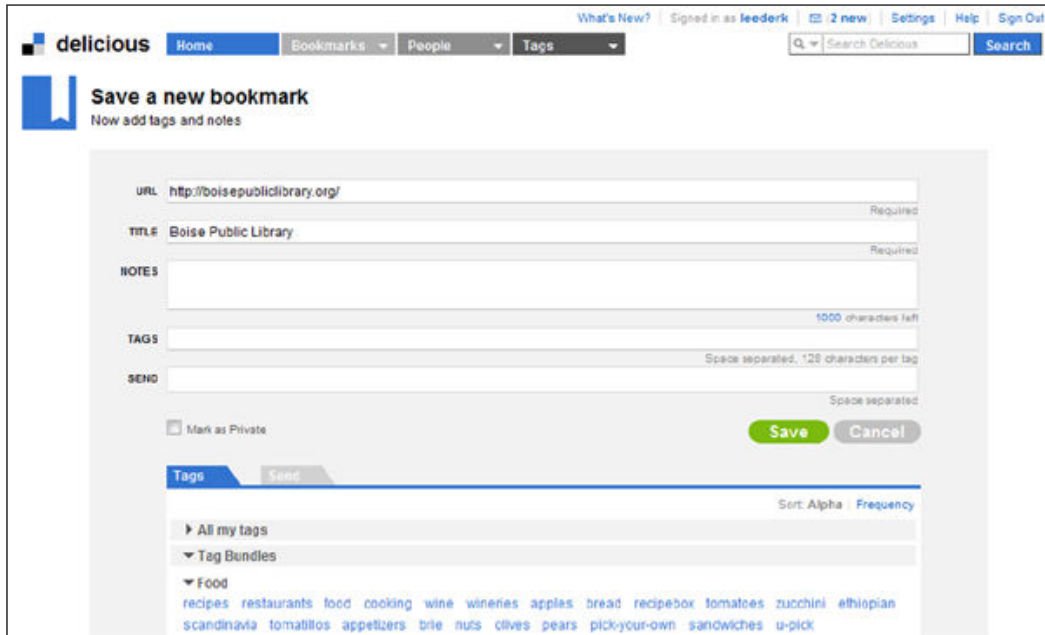 What's New? Signed in as leederk (2 new) Settings Help Sign Out
delicious Home Bookmarks People Tags Search Delicious Search
Save a new bookmark
Now add tags and notes
URL http://boisepubliclibrary.org/
Required
TITLE Boise Public Library
Required
NOTES
1000 characters left
TAGS
Space separated, 128 characters per tag
SEND
Space separated
Mark as Private Save Cancel
Tags Send
Sort: Alpha Frequency
All my tags
Tag Bundles
Food
recipes restaurants food cooking wine wineries apples bread recipebox tomatoes zucchini ethiopian
scandinavia tomatillos appetizers brie nuts olives pears pick-your-own sandwiches u-pick